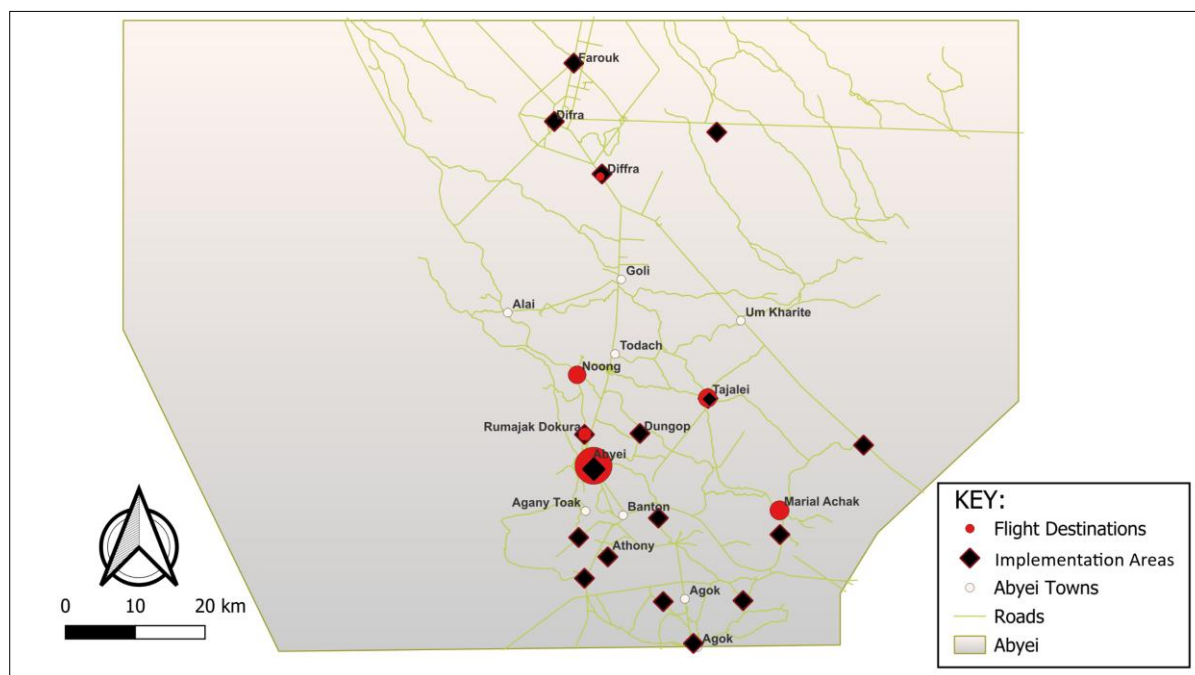 Farouk
Difra
Diffra
Goli
Alai
Um Kharite
Todach
Noong
Tajalei
Rumajak Dokura
Dungop
Abyei
Agany Toak
Banton
Marial Achak
Athony
Agok
Agok
0 10 20 km
KEY:
Flight Destinations
Implementation Areas
Abyei Towns
Roads
Abyei